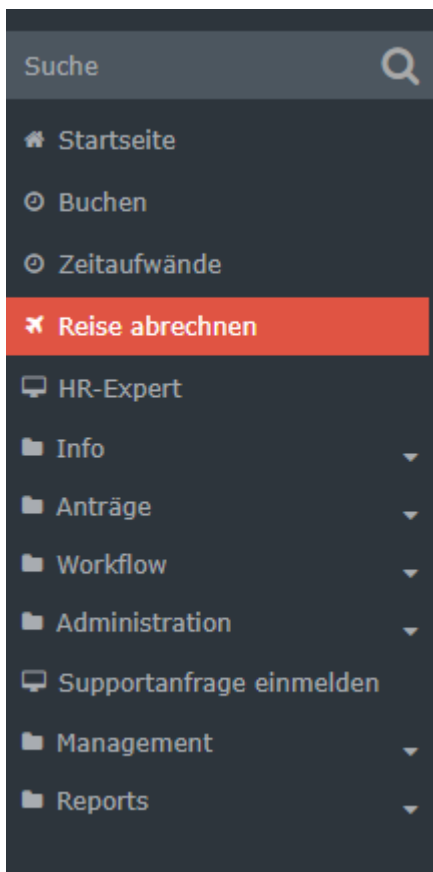 Suche
Startseite
Buchen
Zeitaufwände
Reise abrechnen
HR-Expert
Info
Anträge
Workflow
Administration
Supportanfrage einmelden
Management
Reports